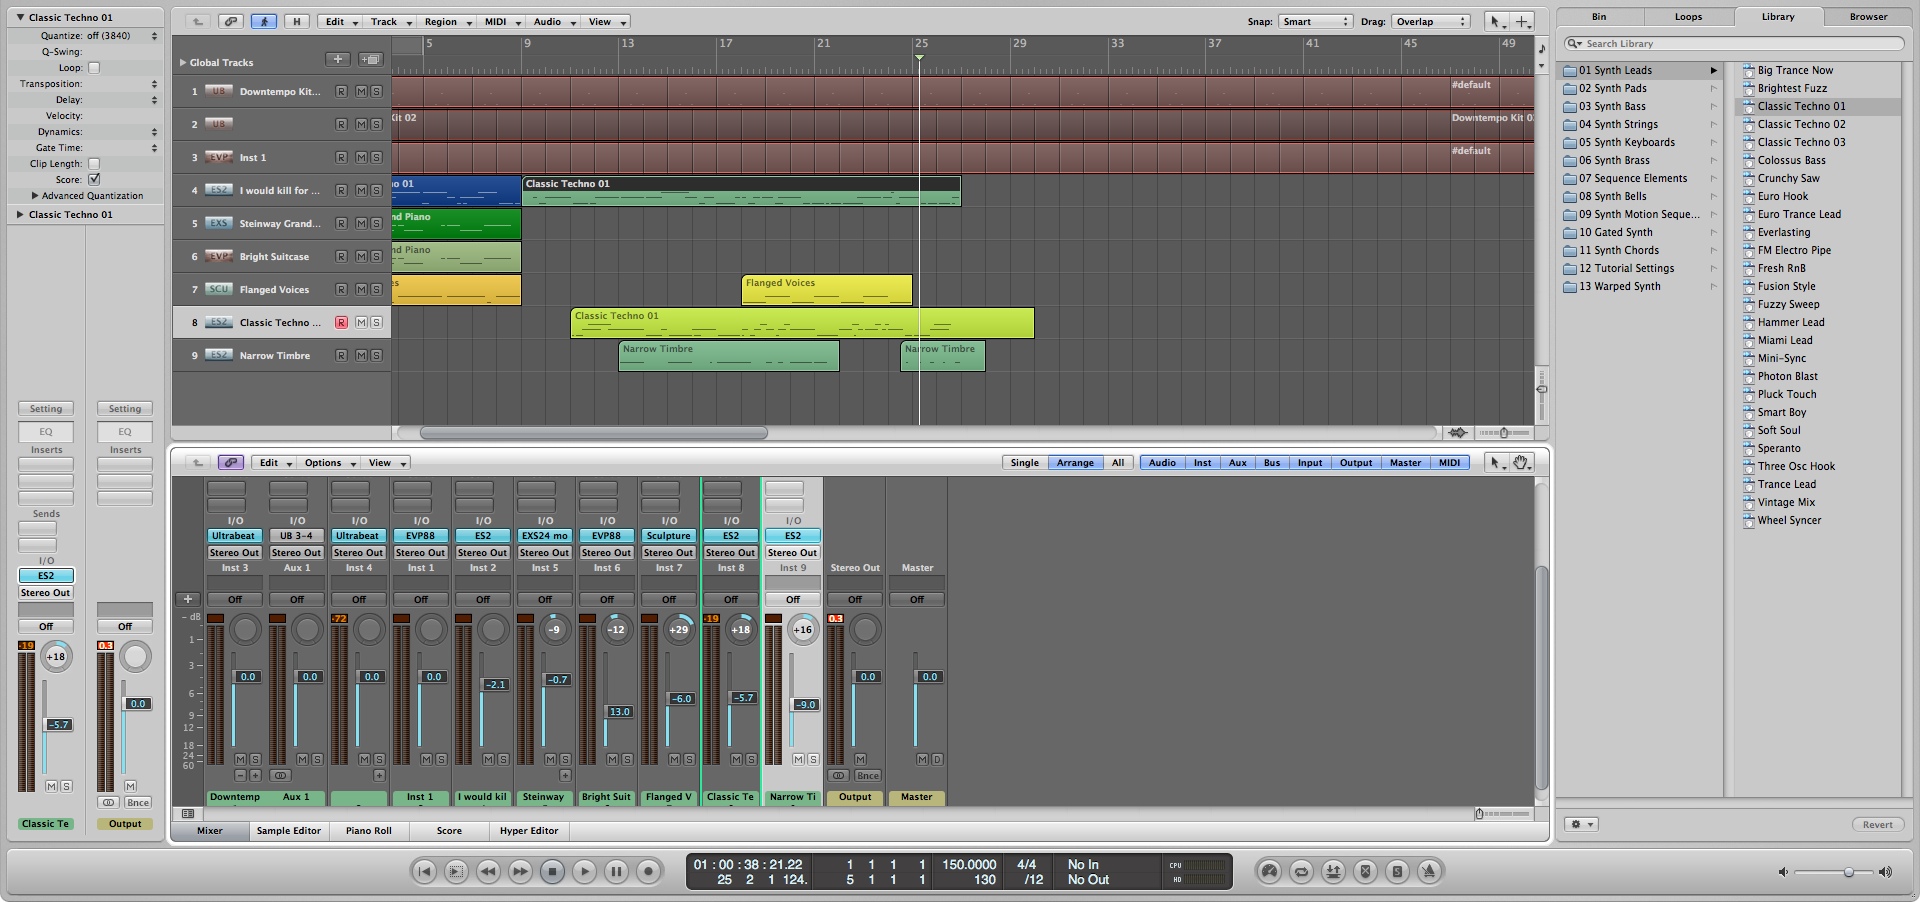 Classic Techno 01
Quantize: off (3840)
Q-Swing:
Loop:
Transposition:
Delay:
Velocity:
Dynamics:
Gate Time:
Clip Length:
Score:
Advanced Quantization
Classic Techno 01
Setting Setting
EQ EQ
Inserts Inserts
Sends
I/O
ES2
Stereo Out
Off Off
-19 +18 0.3
0.0
-5.7
M S M
Bnce
Classic Te Output
H Edit Track Region MIDI Audio View Snap: Smart Drag: Overlap
5 9 13 17 21 25 29 33 37 41 45 49
Global Tracks
1 UB Downtempo Kit... R M S #default
2 UB R M S Kit 02 Downtempo Kit 02
3 EVP Inst 1 R M S #default
4 ES2 I would kill for ... R M S no 01 Classic Techno 01
5 EXS Steinway Grand... R M S nd Piano
6 EVP Bright Suitcase R M S nd Piano
7 SCU Flanged Voices R M S es Flanged Voices
8 ES2 Classic Techno ... R M S Classic Techno 01
9 ES2 Narrow Timbre R M S Narrow Timbre Narrow Timbre
Edit Options View Single Arrange All Audio Inst Aux Bus Input Output Master MIDI
I/O I/O I/O I/O I/O I/O I/O I/O I/O I/O
Ultrabeat UB 3-4 Ultrabeat EVP88 ES2 EXS24 mo EVP88 Sculpture ES2 ES2
Stereo Out Stereo Out Stereo Out Stereo Out Stereo Out Stereo Out Stereo Out Stereo Out Stereo Out Stereo Out
Inst 3 Aux 1 Inst 4 Inst 1 Inst 2 Inst 5 Inst 6 Inst 7 Inst 8 Inst 9 Stereo Out Master
Off Off Off Off Off Off Off Off Off Off Off Off
- dB -72 -9 -12 +29 -19 +18 +16 0.3
1
3
6
9
12
18
24
60
0.0 0.0 0.0 0.0 -2.1 -0.7 13.0 -6.0 -5.7 -9.0 0.0 0.0
M S M S M S M S M S M S M S M S M S M S M M D
Bnce
Downtemp Aux 1 Inst 1 I would kil Steinway Bright Suit Flanged V Classic Te Narrow Ti Output Master
Mixer Sample Editor Piano Roll Score Hyper Editor
01 : 00 : 38 : 21.22 1 1 1 1 150.0000 4/4 No In CPU
25 2 1 124. 5 1 1 1 130 /12 No Out HD
Bin Loops Library Browser
Search Library
01 Synth Leads
02 Synth Pads
03 Synth Bass
04 Synth Strings
05 Synth Keyboards
06 Synth Brass
07 Sequence Elements
08 Synth Bells
09 Synth Motion Seque...
10 Gated Synth
11 Synth Chords
12 Tutorial Settings
13 Warped Synth
Big Trance Now
Brightest Fuzz
Classic Techno 01
Classic Techno 02
Classic Techno 03
Colossus Bass
Crunchy Saw
Euro Hook
Euro Trance Lead
Everlasting
FM Electro Pipe
Fresh RnB
Fusion Style
Fuzzy Sweep
Hammer Lead
Miami Lead
Mini-Sync
Photon Blast
Pluck Touch
Smart Boy
Soft Soul
Speranto
Three Osc Hook
Trance Lead
Vintage Mix
Wheel Syncer
Revert